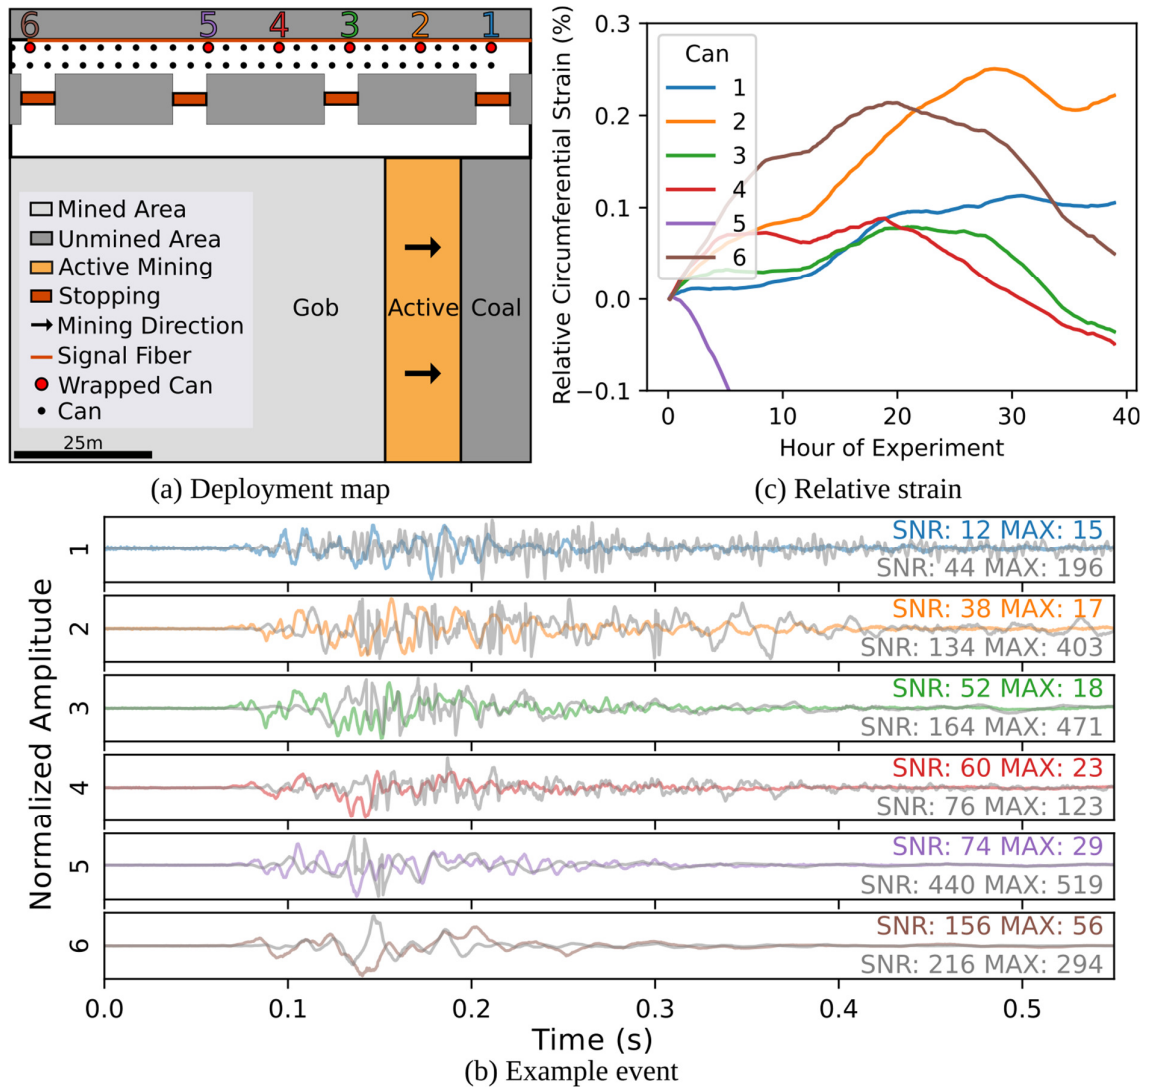 6 5 4 3 2 1
Mined Area
Unmined Area
Active Mining
Stopping
Mining Direction
Signal Fiber
Wrapped Can
Can
25m
Gob
Active
Coal
(a) Deployment map
Relative Circumferential Strain (%)
0.3
0.2
0.1
0.0
−0.1
Can
1
2
3
4
5
6
0 10 20 30 40
Hour of Experiment
(c) Relative strain
Normalized Amplitude
1
SNR: 12 MAX: 15
SNR: 44 MAX: 196
2
SNR: 38 MAX: 17
SNR: 134 MAX: 403
3
SNR: 52 MAX: 18
SNR: 164 MAX: 471
4
SNR: 60 MAX: 23
SNR: 76 MAX: 123
5
SNR: 74 MAX: 29
SNR: 440 MAX: 519
6
SNR: 156 MAX: 56
SNR: 216 MAX: 294
0.0 0.1 0.2 0.3 0.4 0.5
Time (s)
(b) Example event